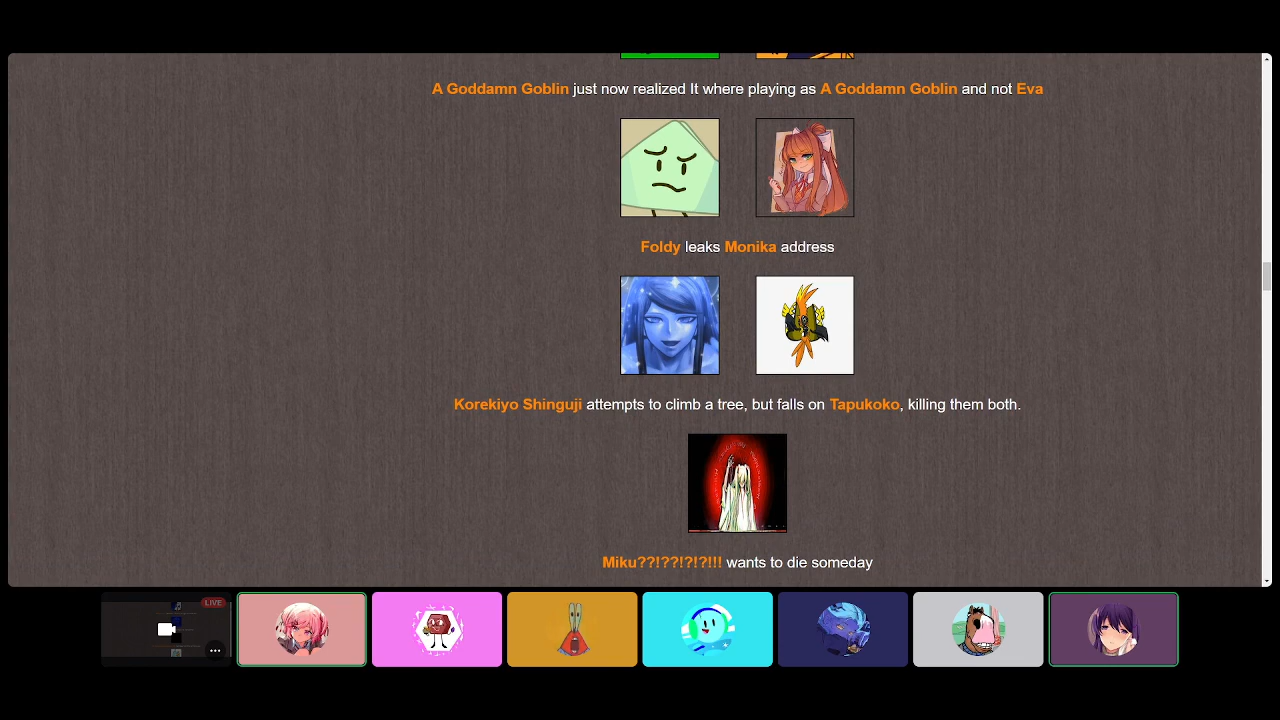 A Goddamn Goblin just now realized It where playing as A Goddamn Goblin and not Eva
Foldy leaks Monika address
Korekiyo Shinguji attempts to climb a tree, but falls on Tapukoko, killing them both.
Miku??!??!?!?!!! wants to die someday
LIVE